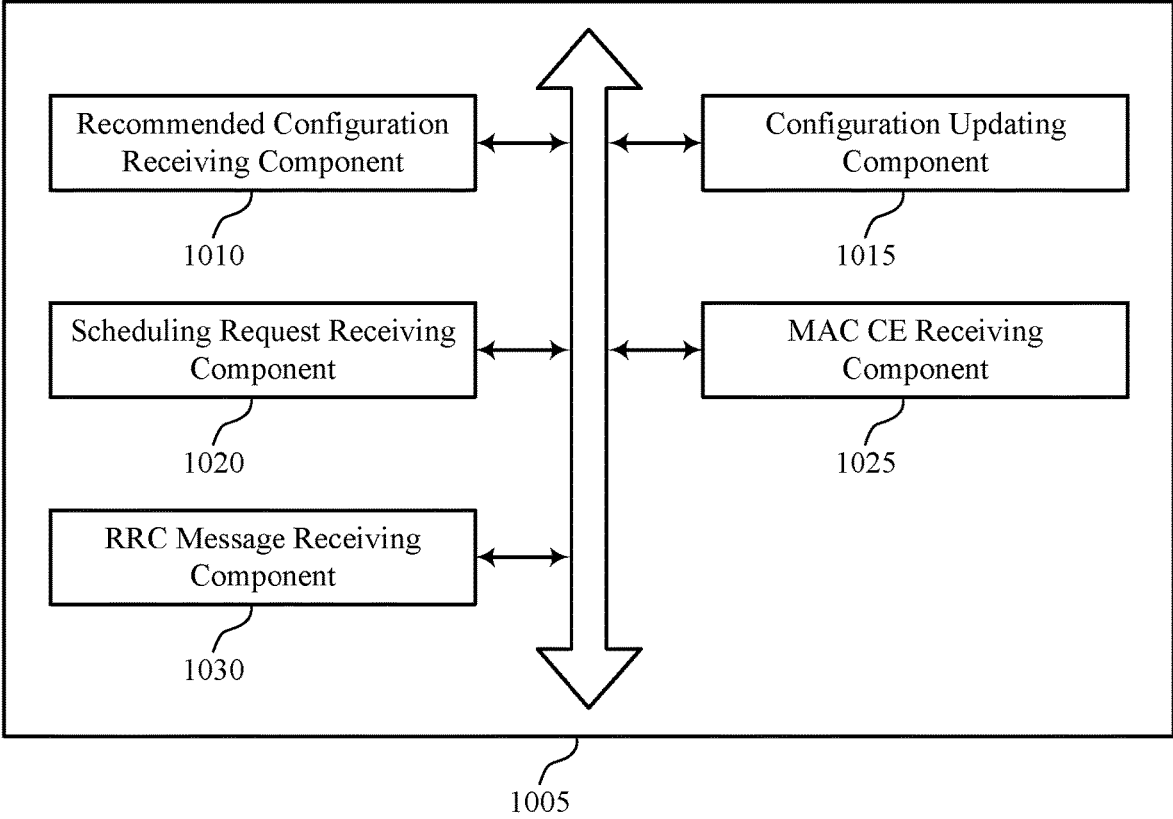 Recommended Configuration
Receiving Component
1010
Configuration Updating
Component
1015
Scheduling Request Receiving
Component
1020
MAC CE Receiving
Component
1025
RRC Message Receiving
Component
1030
1005